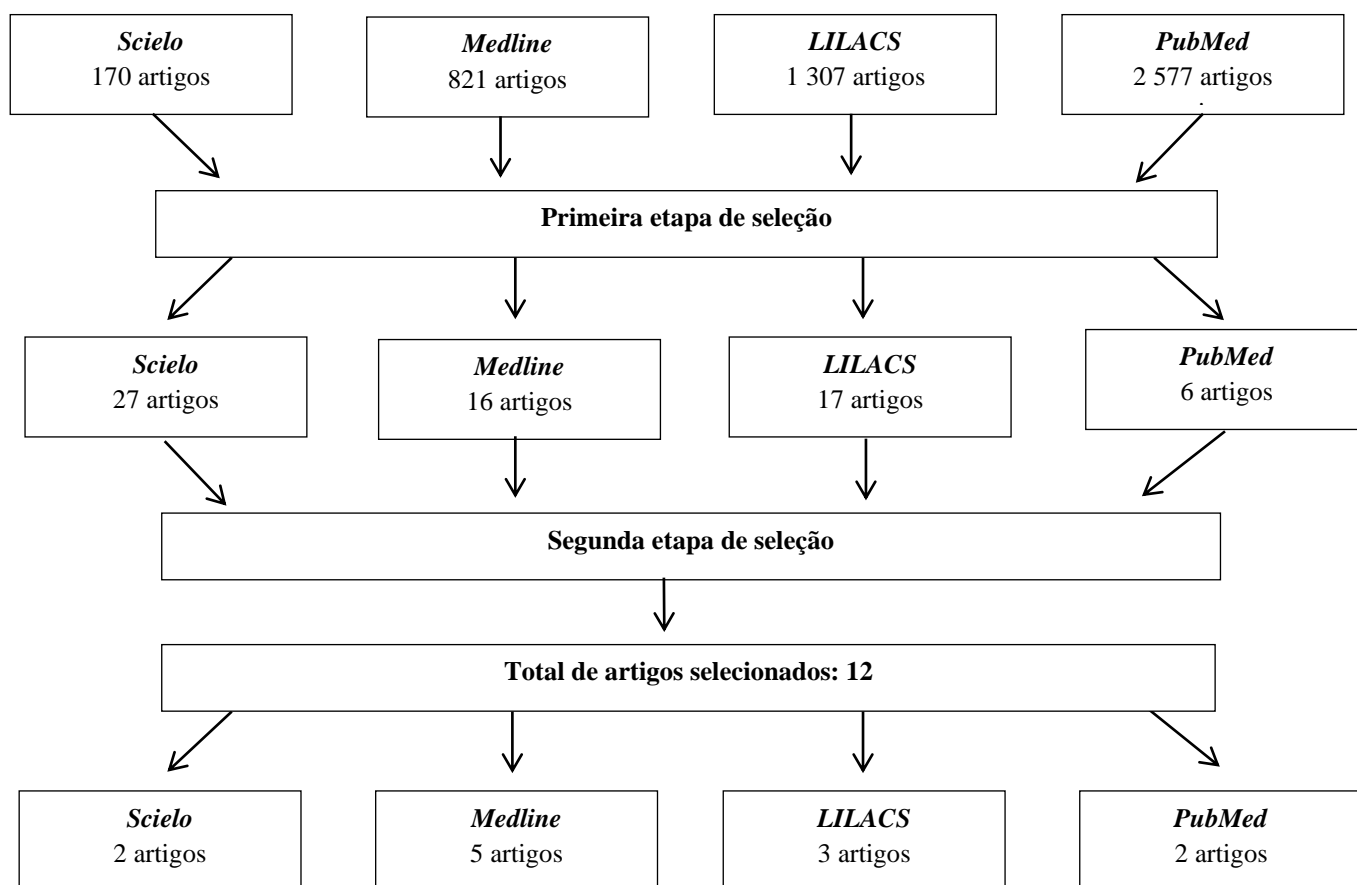 Scielo
170 artigos
Medline
821 artigos
LILACS
1 307 artigos
PubMed
2 577 artigos
.
Primeira etapa de seleção
Scielo
27 artigos
Medline
16 artigos
LILACS
17 artigos
PubMed
6 artigos
Segunda etapa de seleção
Total de artigos selecionados: 12
Scielo
2 artigos
Medline
5 artigos
LILACS
3 artigos
PubMed
2 artigos